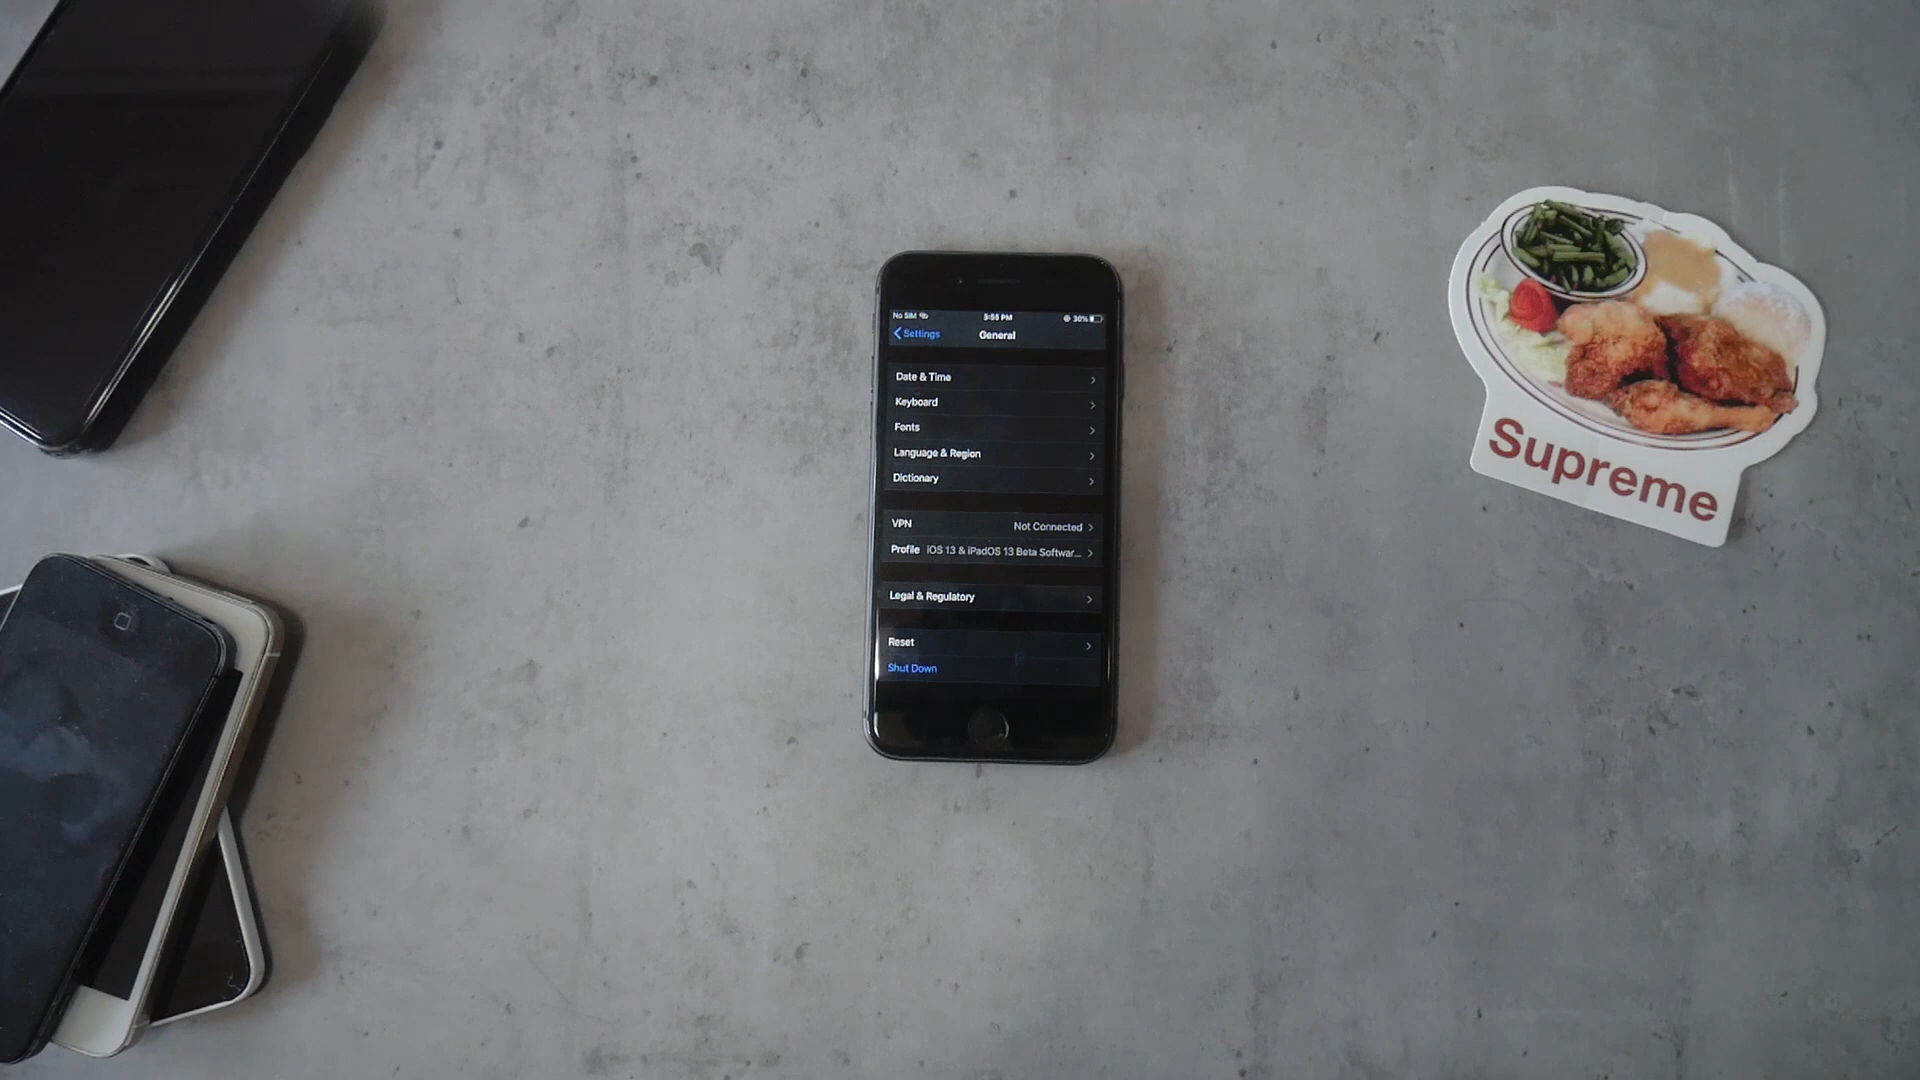 No SIM 3:55 PM 30%
Settings General
Date & Time
Keyboard
Fonts
Language & Region
Dictionary
VPN Not Connected
Profile iOS 13 & iPadOS 13 Beta Softwar...
Legal & Regulatory
Reset
Shut Down
Supreme